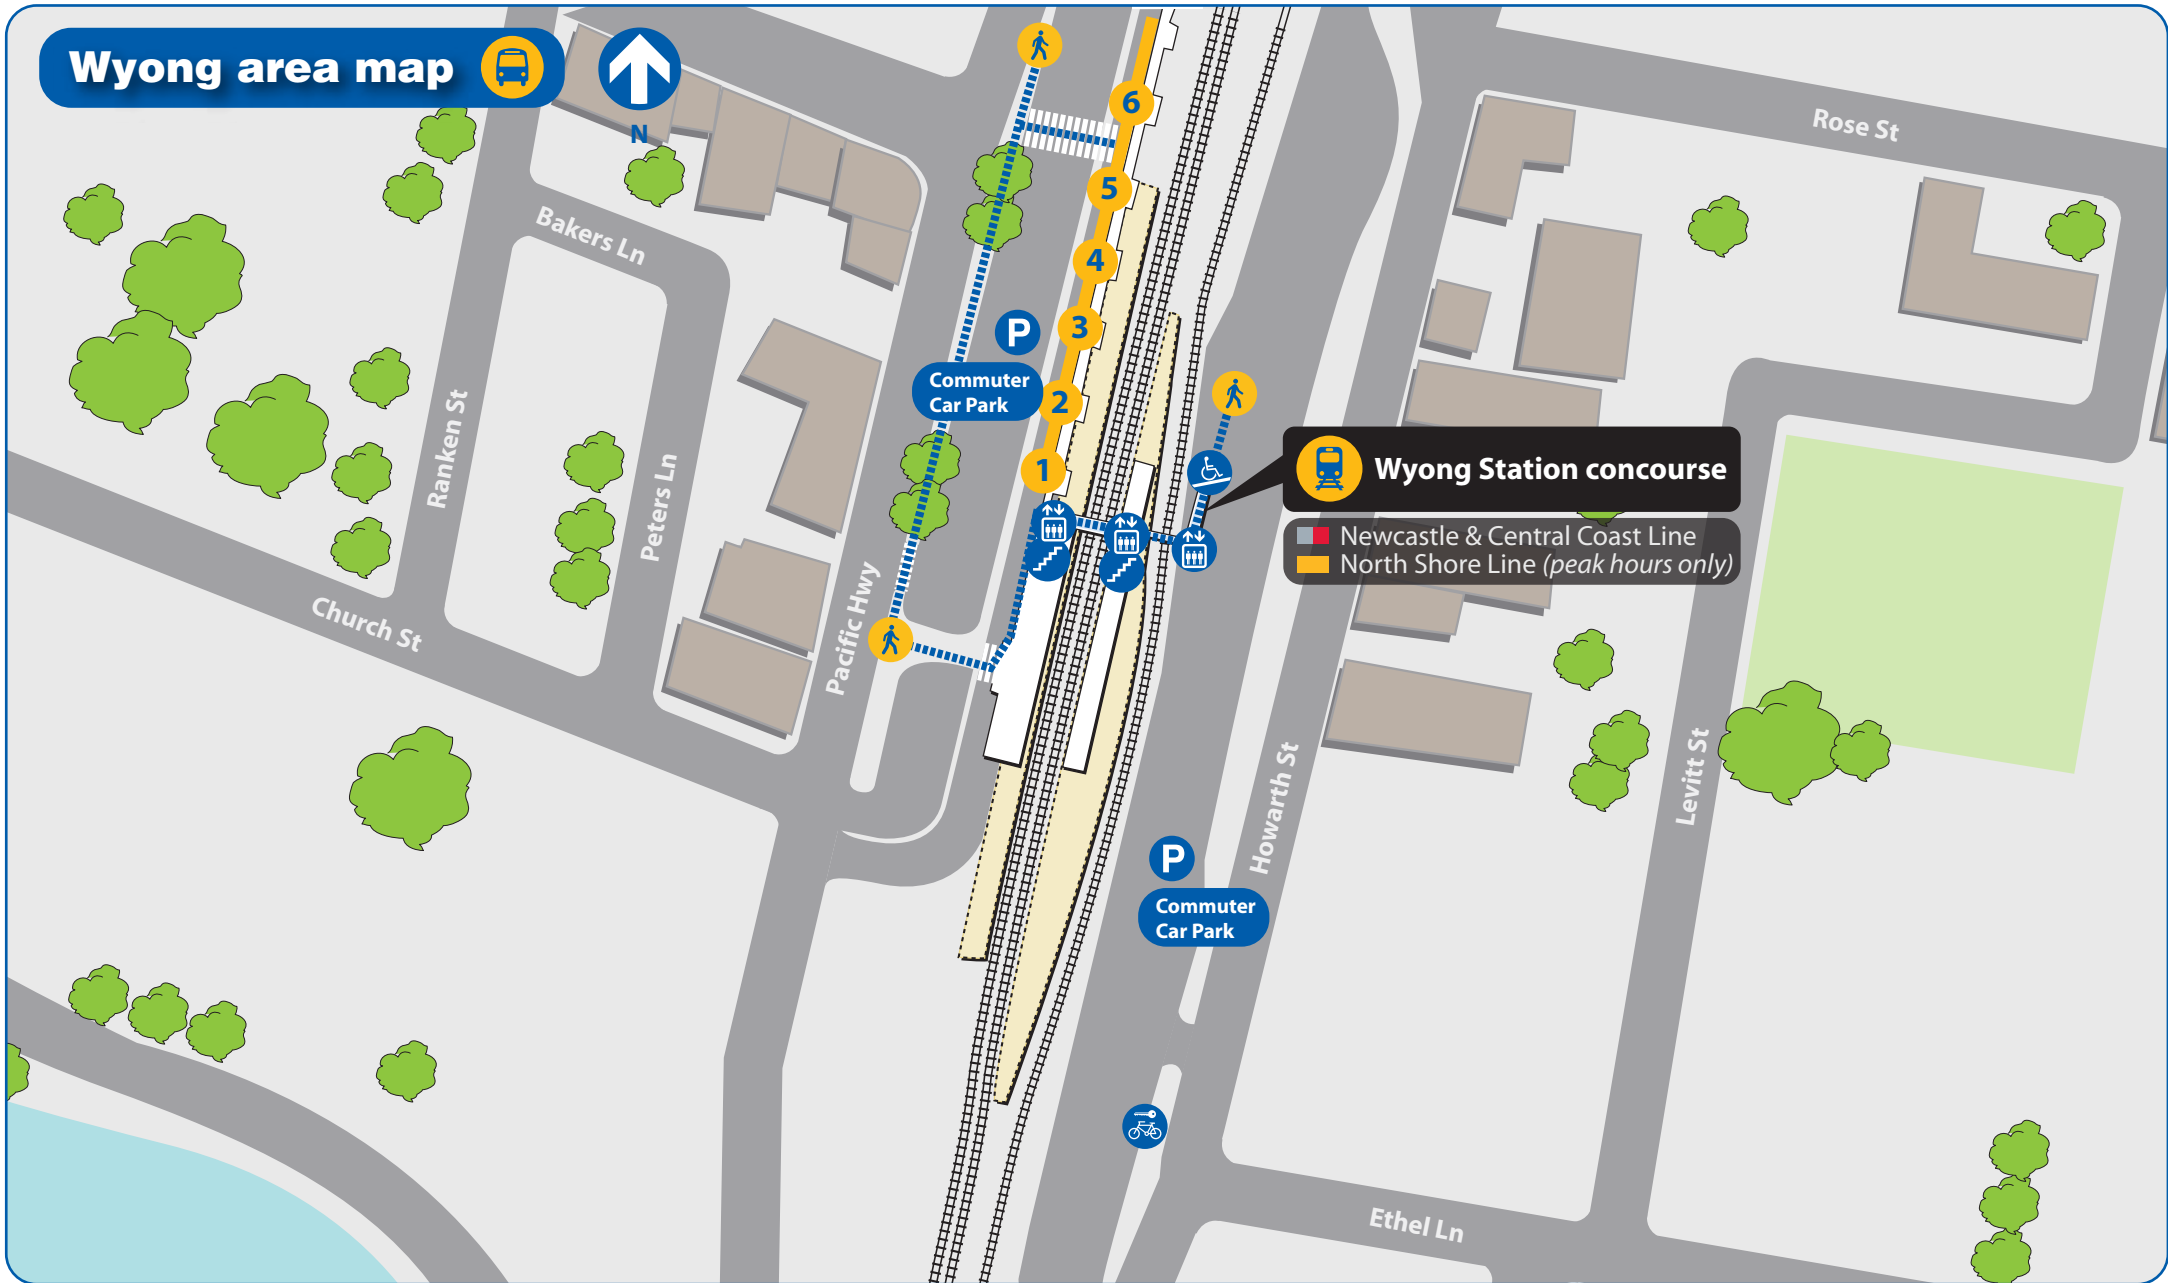 Wyong area map
N
6
5
4
3
2
1
Rose St
Bakers Ln
P
Commuter
Car Park
Ranken St
Peters Ln
Wyong Station concourse
Newcastle & Central Coast Line
North Shore Line (peak hours only)
Church St
Pacific Hwy
Howarth St
Levitt St
P
Commuter
Car Park
Ethel Ln